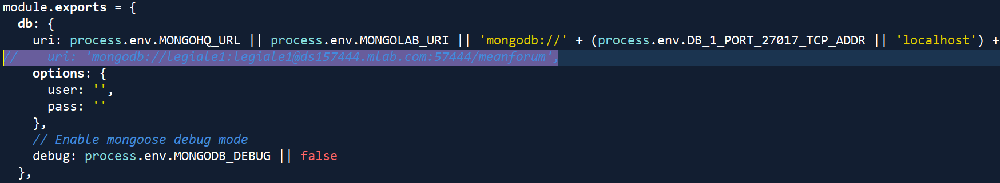 module.exports = {
  db: {
    uri: process.env.MONGOHQ_URL || process.env.MONGOLAB_URI || 'mongodb://' + (process.env.DB_1_PORT_27017_TCP_ADDR || 'localhost') +
//    uri: 'mongodb://legiale1:legiale1@ds157444.mlab.com:57444/meanforum',
    options: {
      user: '',
      pass: ''
    },
    // Enable mongoose debug mode
    debug: process.env.MONGODB_DEBUG || false
  },